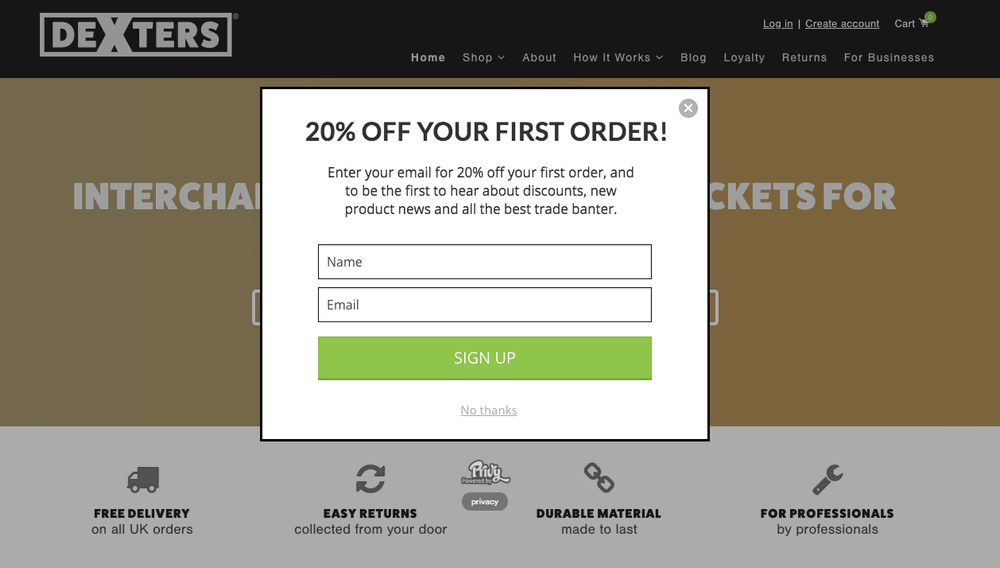 DEXTERS®
Log in | Create account Cart 0
Home Shop About How It Works Blog Loyalty Returns For Businesses
20% OFF YOUR FIRST ORDER!
Enter your email for 20% off your first order, and
to be the first to hear about discounts, new
product news and all the best trade banter.
INTERCHA
CKETS FOR
Name
Email
SIGN UP
No thanks
Privy
Powered by
privacy
FREE DELIVERY
on all UK orders
EASY RETURNS
collected from your door
DURABLE MATERIAL
made to last
FOR PROFESSIONALS
by professionals